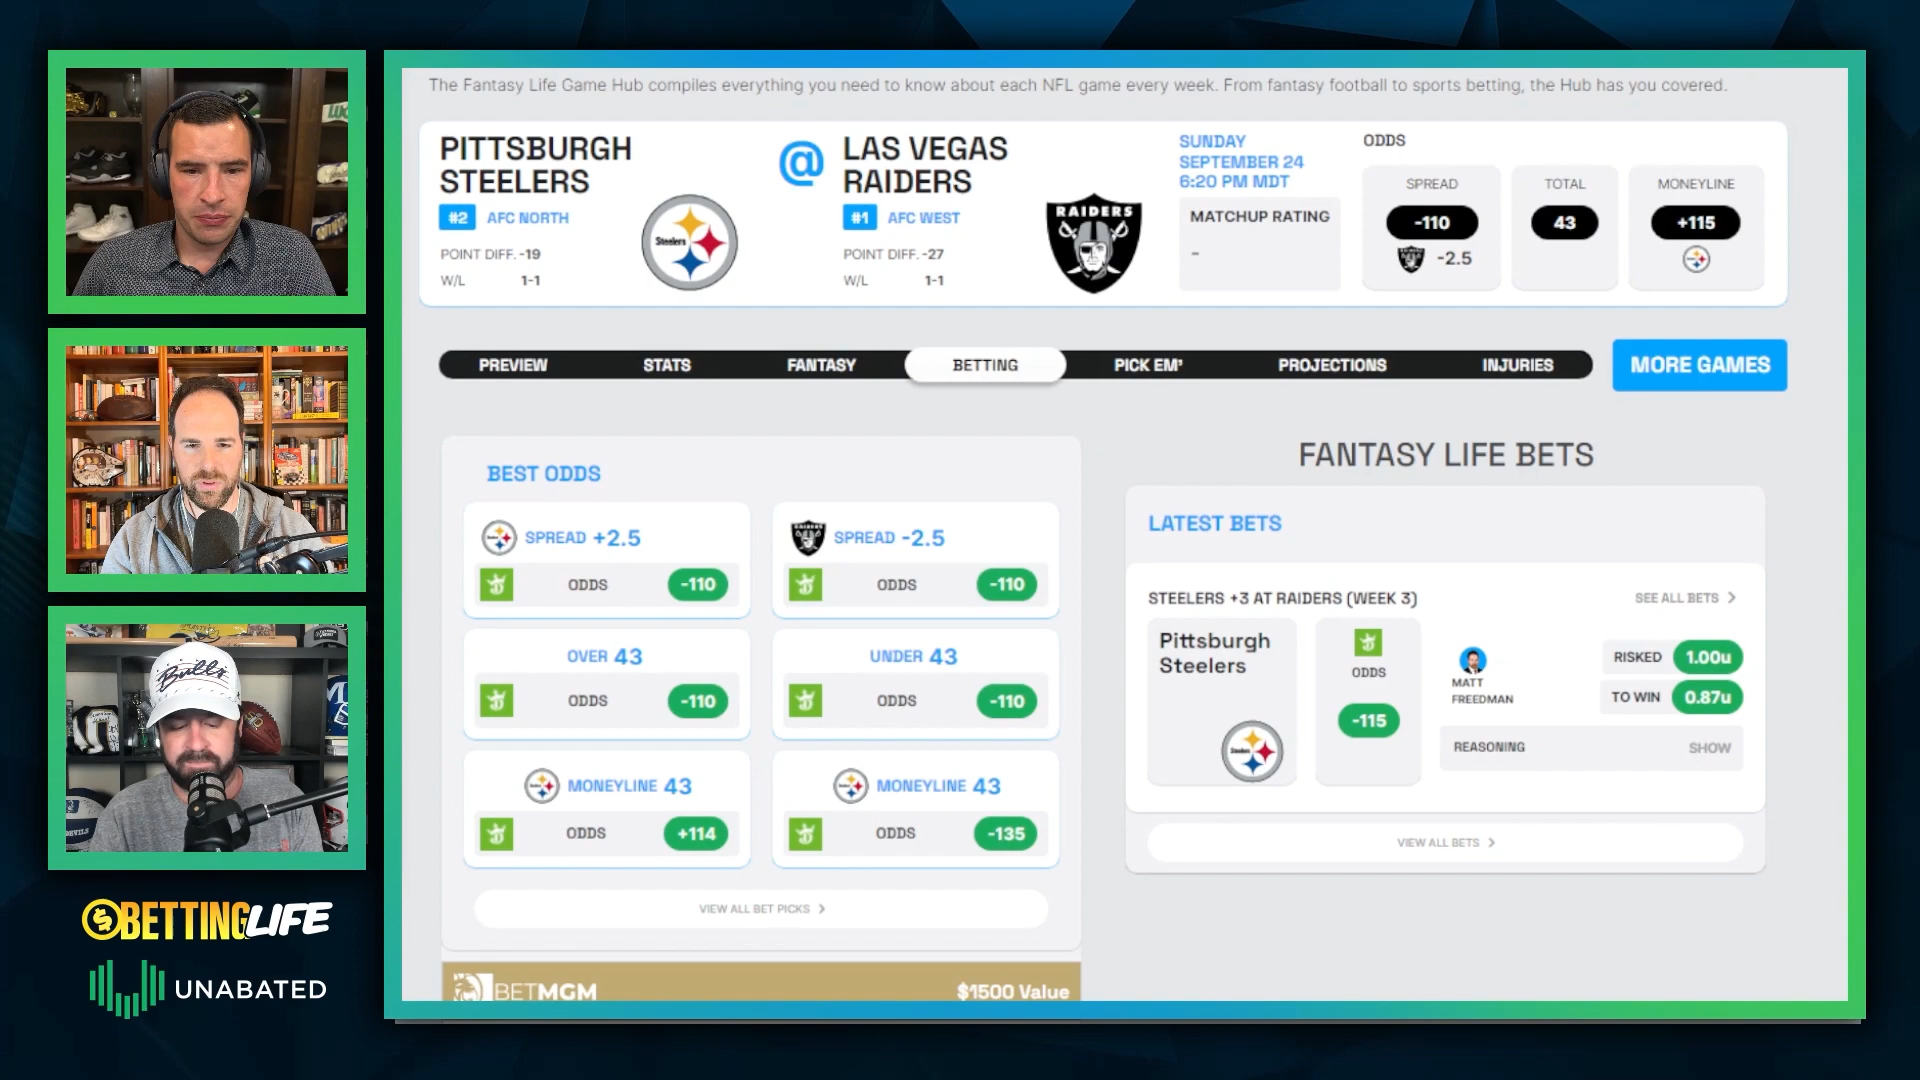 The Fantasy Life Game Hub compiles everything you need to know about each NFL game every week. From fantasy football to sports betting, the Hub has you covered.
PITTSBURGH
STEELERS
#2 AFC NORTH
POINT DIFF. -19
W/L 1-1
Steelers
@
LAS VEGAS
RAIDERS
#1 AFC WEST
POINT DIFF. -27
W/L 1-1
RAIDERS
SUNDAY
SEPTEMBER 24
6:20 PM MDT
MATCHUP RATING
-
ODDS
SPREAD
-110
-2.5
TOTAL
43
MONEYLINE
+115
PREVIEW STATS FANTASY BETTING PICK EM' PROJECTIONS INJURIES
MORE GAMES
BEST ODDS
SPREAD +2.5
ODDS -110
SPREAD -2.5
ODDS -110
OVER 43
ODDS -110
UNDER 43
ODDS -110
MONEYLINE 43
ODDS +114
MONEYLINE 43
ODDS -135
VIEW ALL BET PICKS >
BETMGM
$1500 Value
FANTASY LIFE BETS
LATEST BETS
STEELERS +3 AT RAIDERS (WEEK 3)
SEE ALL BETS >
Pittsburgh
Steelers
Steelers
ODDS
-115
MATT
FREEDMAN
RISKED 1.00u
TO WIN 0.87u
REASONING SHOW
VIEW ALL BETS >
Bulls
$ BETTINGLIFE
UNABATED